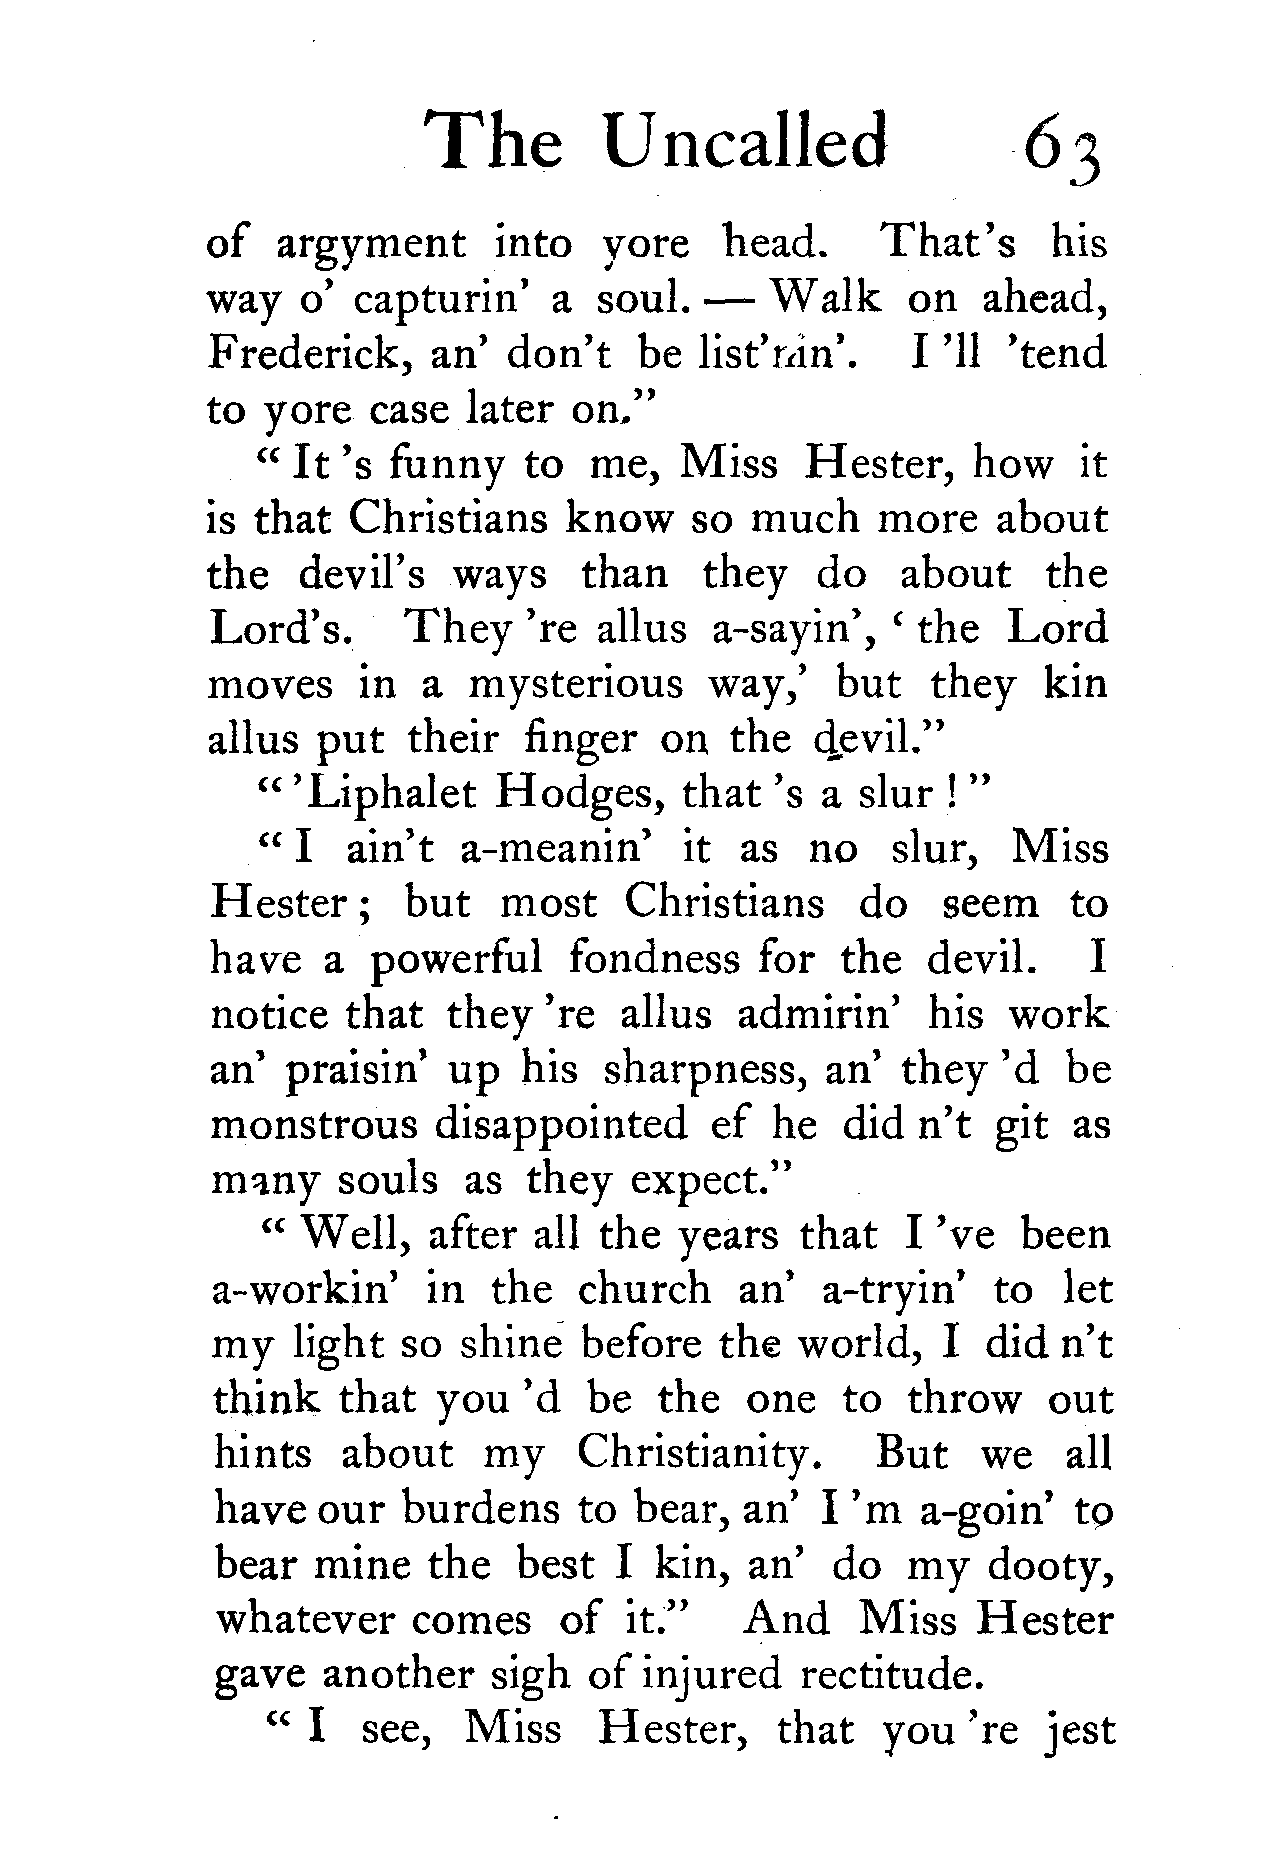 The Uncalled 63
of argyment into yore head. That's his
way o' capturin' a soul. — Walk on ahead,
Frederick, an' don't be list'nin'. I 'll 'tend
to yore case later on."
" It 's funny to me, Miss Hester, how it
is that Christians know so much more about
the devil's ways than they do about the
Lord's. They 're allus a-sayin', ' the Lord
moves in a mysterious way,' but they kin
allus put their finger on the devil."
" 'Liphalet Hodges, that 's a slur ! "
" I ain't a-meanin' it as no slur, Miss
Hester ; but most Christians do seem to
have a powerful fondness for the devil. I
notice that they 're allus admirin' his work
an' praisin' up his sharpness, an' they 'd be
monstrous disappointed ef he did n't git as
many souls as they expect."
" Well, after all the years that I 've been
a-workin' in the church an' a-tryin' to let
my light so shine before the world, I did n't
think that you 'd be the one to throw out
hints about my Christianity. But we all
have our burdens to bear, an' I 'm a-goin' to
bear mine the best I kin, an' do my dooty,
whatever comes of it." And Miss Hester
gave another sigh of injured rectitude.
" I see, Miss Hester, that you 're jest